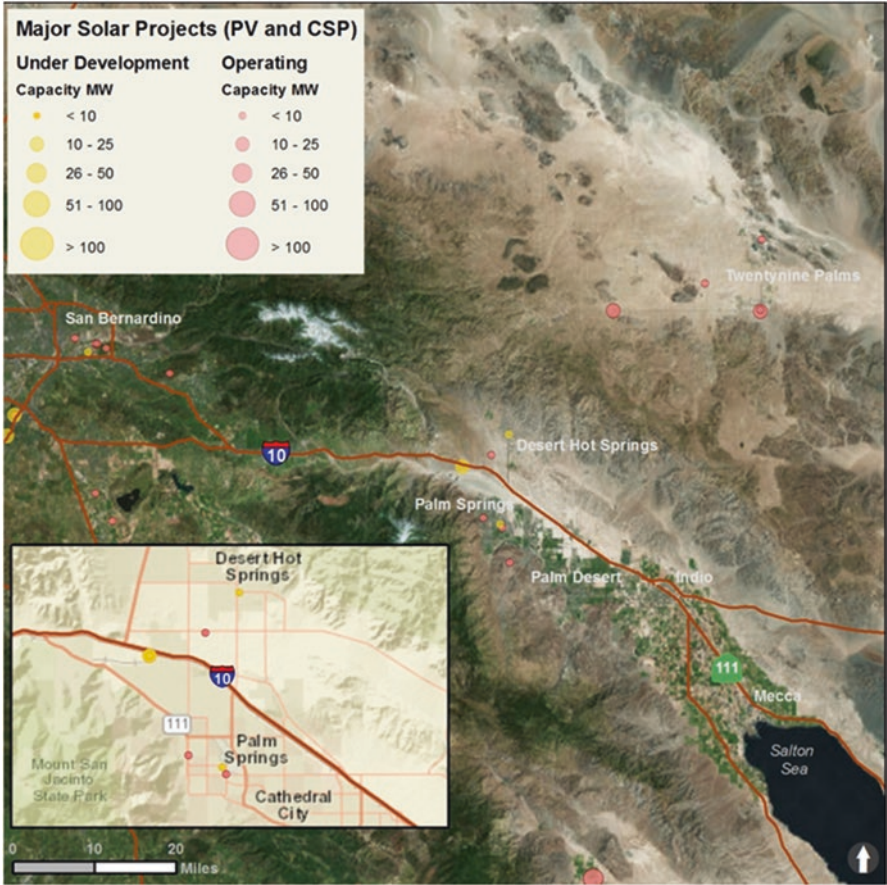 Major Solar Projects (PV and CSP)
Under Development
Operating
Capacity MW
Capacity MW
< 10
< 10
10 - 25
10 - 25
26 - 50
26 - 50
51 - 100
51 - 100
> 100
> 100
Twentynine Palms
San Bernardino
10
Desert Hot Springs
Palm Springs
Palm Desert
Indio
111
Mecca
Salton
Sea
Desert Hot
Springs
10
111
Palm
Springs
Mount San
Jacinto
State Park
Cathedral
City
0
10
20
Miles